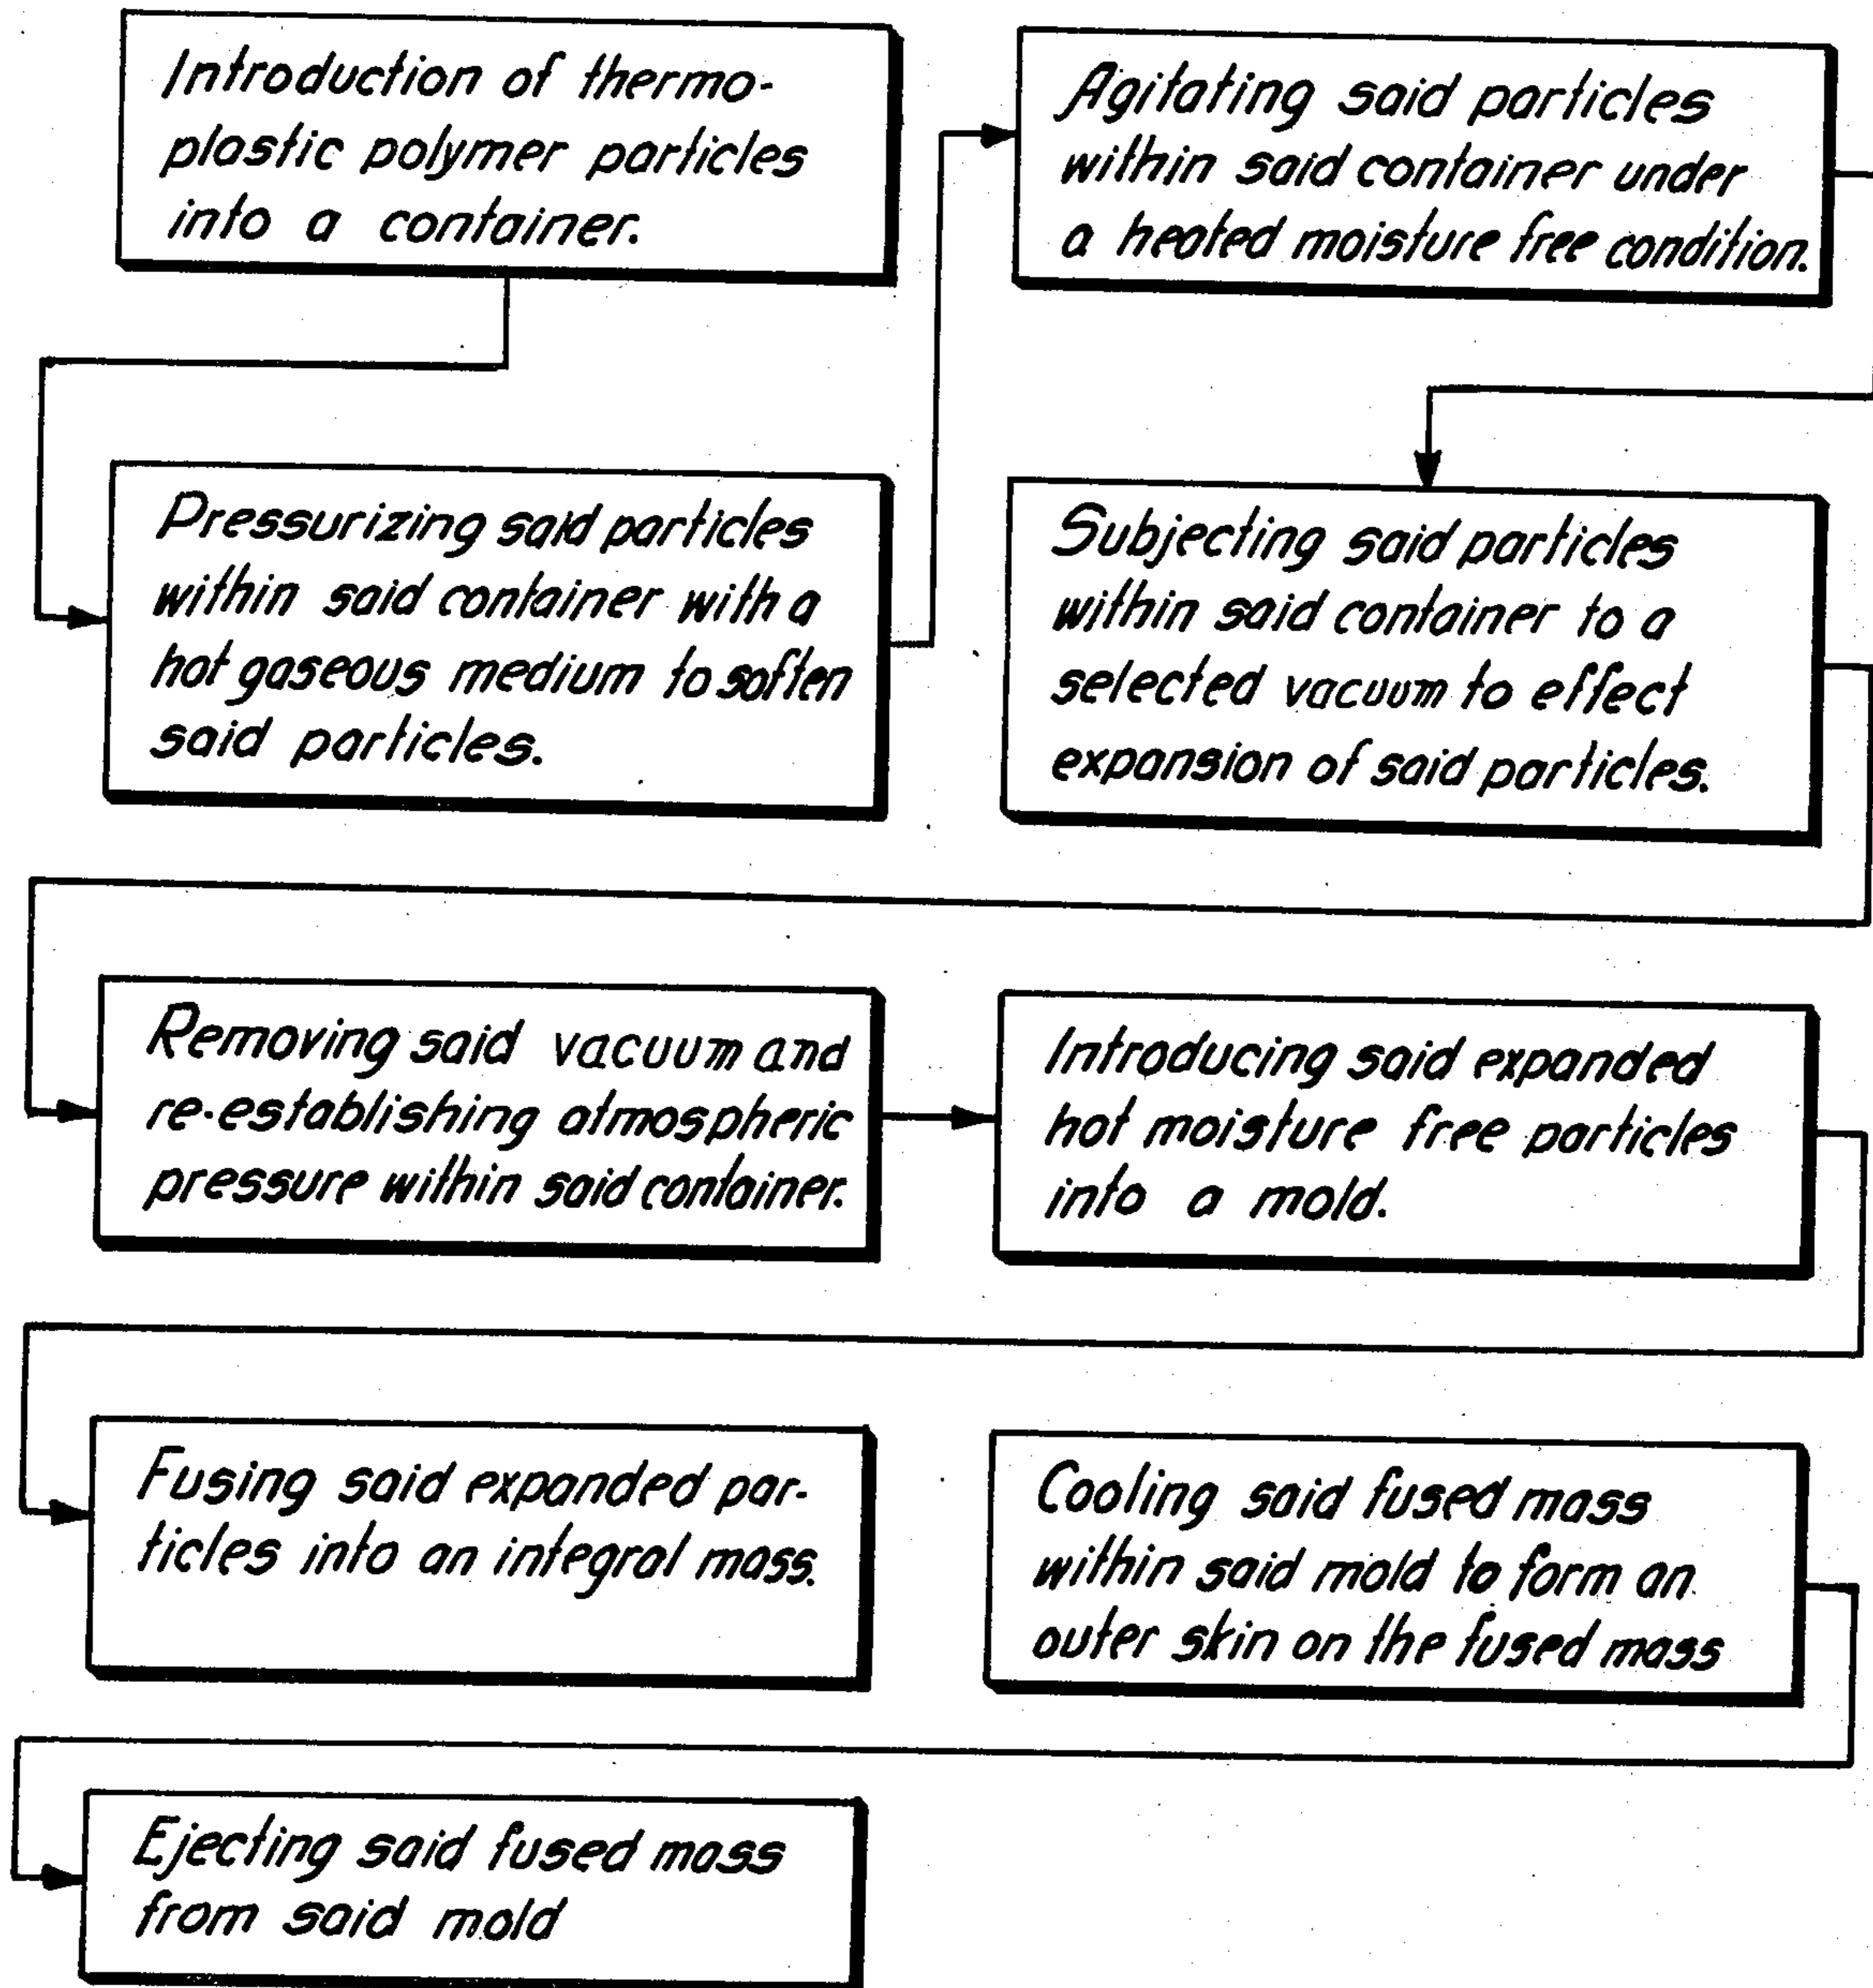 Introduction of thermo-
plastic polymer particles
into a container.
Pressurizing said particles
within said container with a
hot gaseous medium to soften
said particles.
Agitating said particles
within said container under
a heated moisture free condition.
Subjecting said particles
within said container to a
selected vacuum to effect
expansion of said particles.
Removing said vacuum and
re-establishing atmospheric
pressure within said container.
Introducing said expanded
hot moisture free particles
into a mold.
Fusing said expanded par-
ticles into an integral mass.
Cooling said fused mass
within said mold to form an
outer skin on the fused mass
Ejecting said fused mass
from said mold